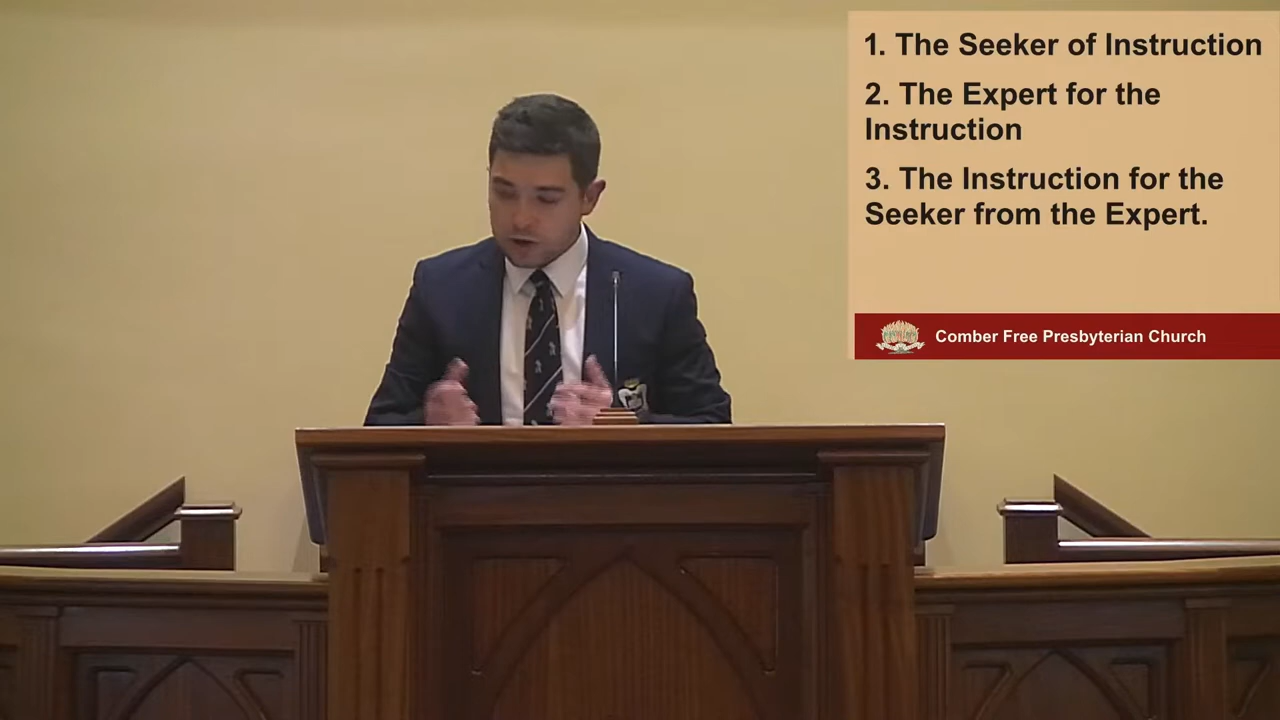 1. The Seeker of Instruction
2. The Expert for the
Instruction
3. The Instruction for the
Seeker from the Expert.
Comber Free Presbyterian Church